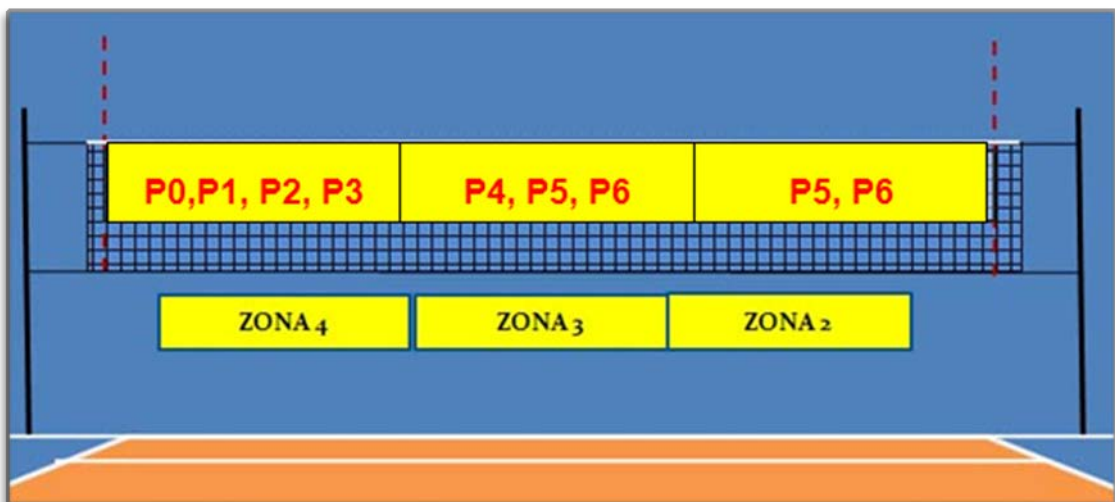 P0,P1, P2, P3
P4, P5, P6
P5, P6
ZONA 4
ZONA 3
ZONA 2